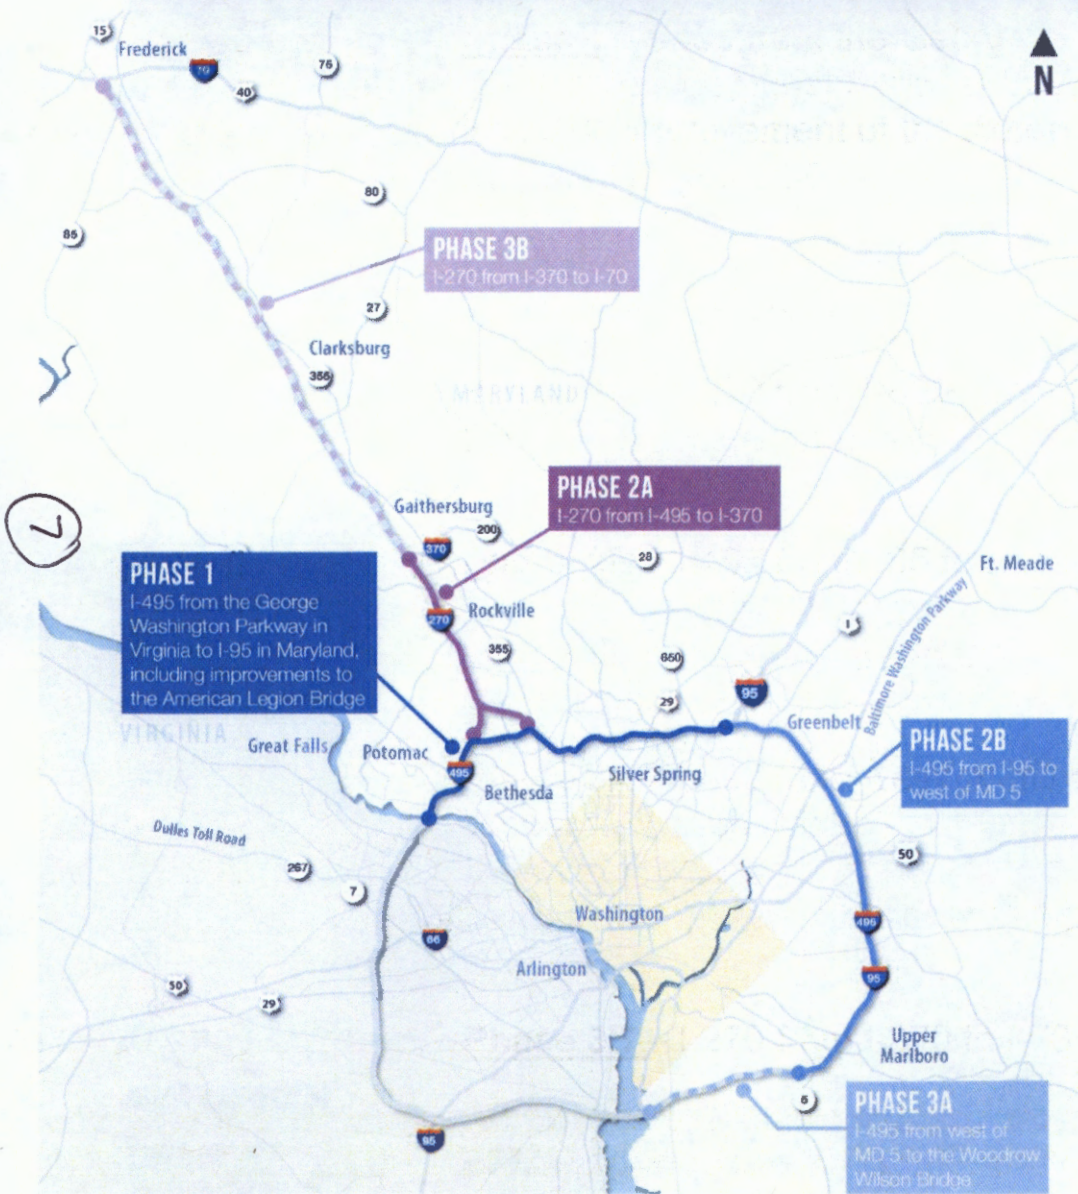 15
Frederick
70
75
40
N
80
85
PHASE 3B
I-270 from I-370 to I-70
27
Clarksburg
355
MARYLAND
PHASE 2A
I-270 from I-495 to I-370
Gaithersburg
200
7
370
28
Ft. Meade
PHASE 1
I-495 from the George
Washington Parkway in
Virginia to I-95 in Maryland,
including improvements to
the American Legion Bridge
270
Rockville
1
Baltimore Washington Parkway
355
650
29
95
VIRGINIA
Great Falls
Potomac
Greenbelt
PHASE 2B
I-495 from I-95 to
west of MD 5
495
Silver Spring
Bethesda
Dulles Toll Road
267
7
50
Washington
495
66
Arlington
95
50
29
Upper
Marlboro
5
PHASE 3A
I-495 from west of
MD 5 to the Woodrow
Wilson Bridge
95